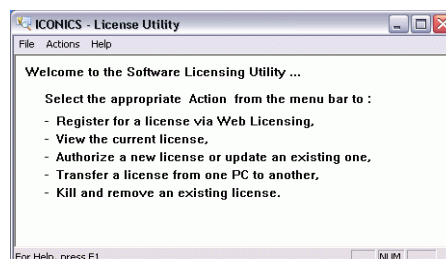 ICONICS - License Utility
File Actions Help
Welcome to the Software Licensing Utility ...
Select the appropriate Action from the menu bar to :
- Register for a license via Web Licensing,
- View the current license,
- Authorize a new license or update an existing one,
- Transfer a license from one PC to another,
- Kill and remove an existing license.
For Help, press F1 NUM